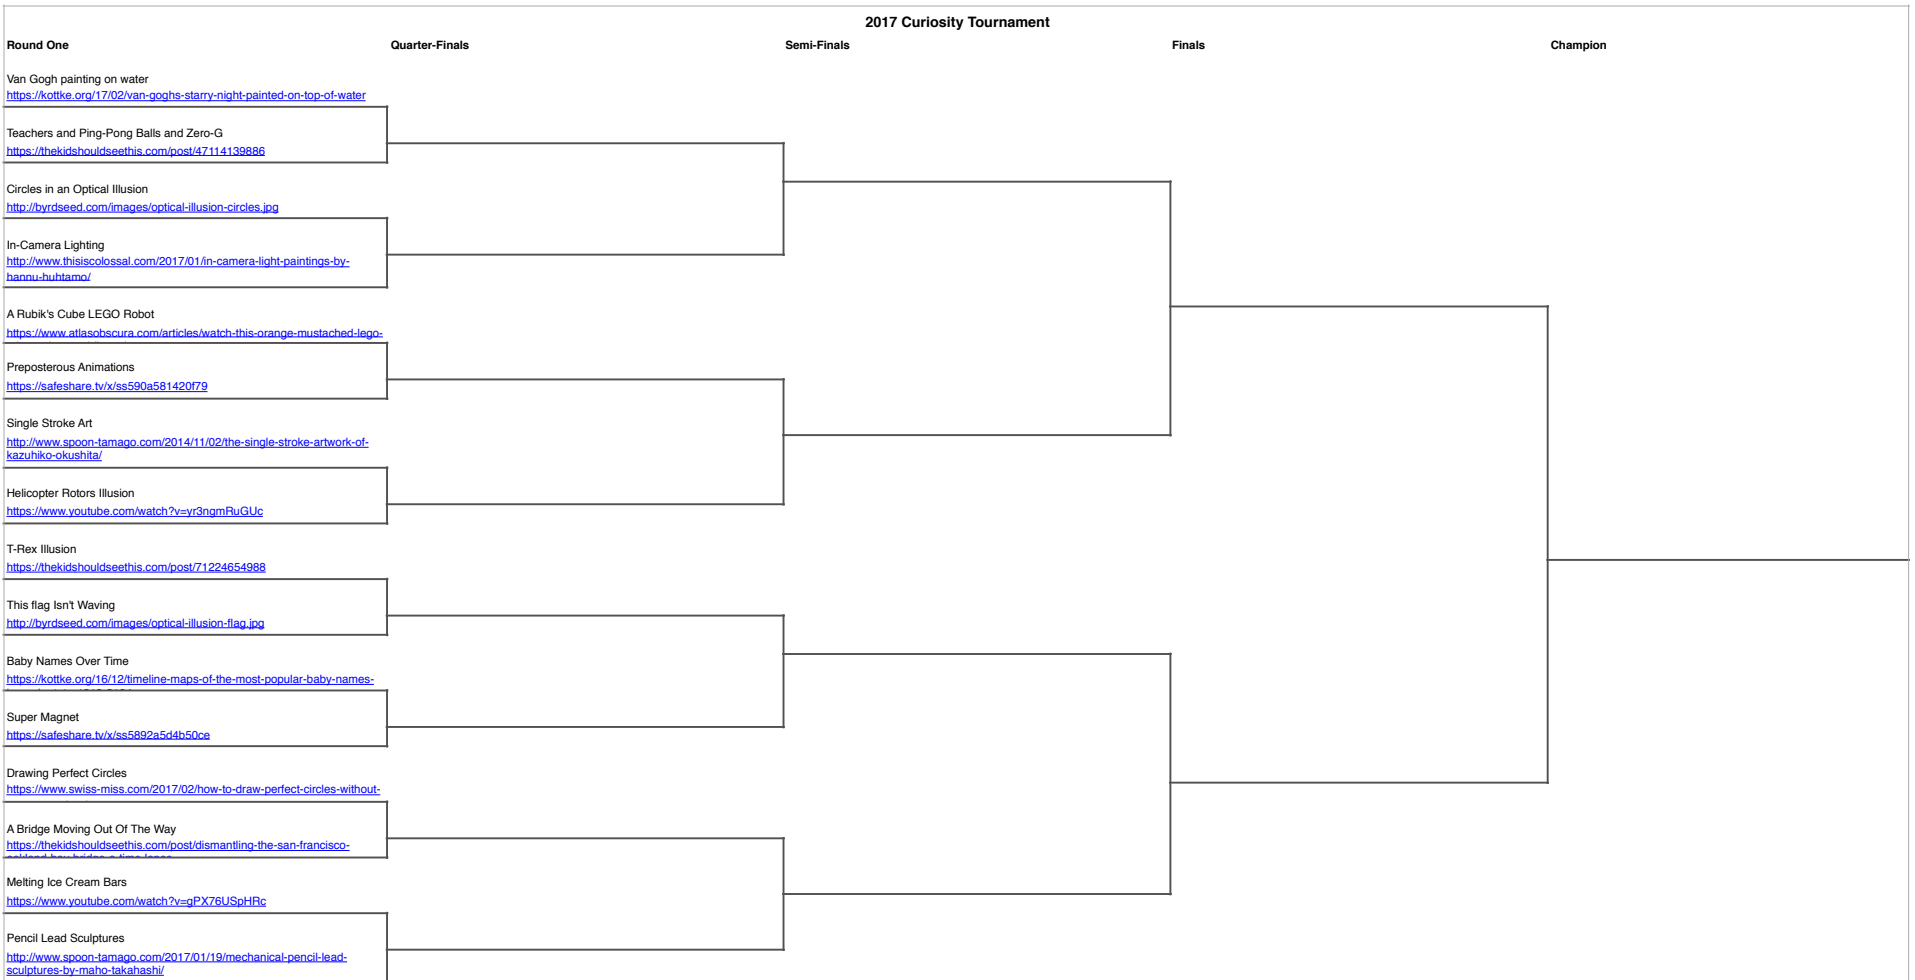 2017 Curiosity Tournament
Round One
Quarter-Finals
Semi-Finals
Finals
Champion
Van Gogh painting on water
https://kottke.org/17/02/van-goghs-starry-night-painted-on-top-of-water
Teachers and Ping-Pong Balls and Zero-G
https://thekidshouldseethis.com/post/47114139886
Circles in an Optical Illusion
http://byrdseed.com/images/optical-illusion-circles.jpg
In-Camera Lighting
http://www.thisiscolossal.com/2017/01/in-camera-light-paintings-by-
hannu-huhtamo/
A Rubik's Cube LEGO Robot
https://www.atlasobscura.com/articles/watch-this-orange-mustached-lego-
Preposterous Animations
https://safeshare.tv/x/ss590a581420f79
Single Stroke Art
http://www.spoon-tamago.com/2014/11/02/the-single-stroke-artwork-of-
kazuhiko-okushita/
Helicopter Rotors Illusion
https://www.youtube.com/watch?v=yr3ngmRuGUc
T-Rex Illusion
https://thekidshouldseethis.com/post/71224654988
This flag Isn't Waving
http://byrdseed.com/images/optical-illusion-flag.jpg
Baby Names Over Time
https://kottke.org/16/12/timeline-maps-of-the-most-popular-baby-names-
Super Magnet
https://safeshare.tv/x/ss5892a5d4b50ce
Drawing Perfect Circles
https://www.swiss-miss.com/2017/02/how-to-draw-perfect-circles-without-
A Bridge Moving Out Of The Way
https://thekidshouldseethis.com/post/dismantling-the-san-francisco-
oakland-bay-bridge-a-time-lapse
Melting Ice Cream Bars
https://www.youtube.com/watch?v=gPX76USpHRc
Pencil Lead Sculptures
http://www.spoon-tamago.com/2017/01/19/mechanical-pencil-lead-
sculptures-by-maho-takahashi/